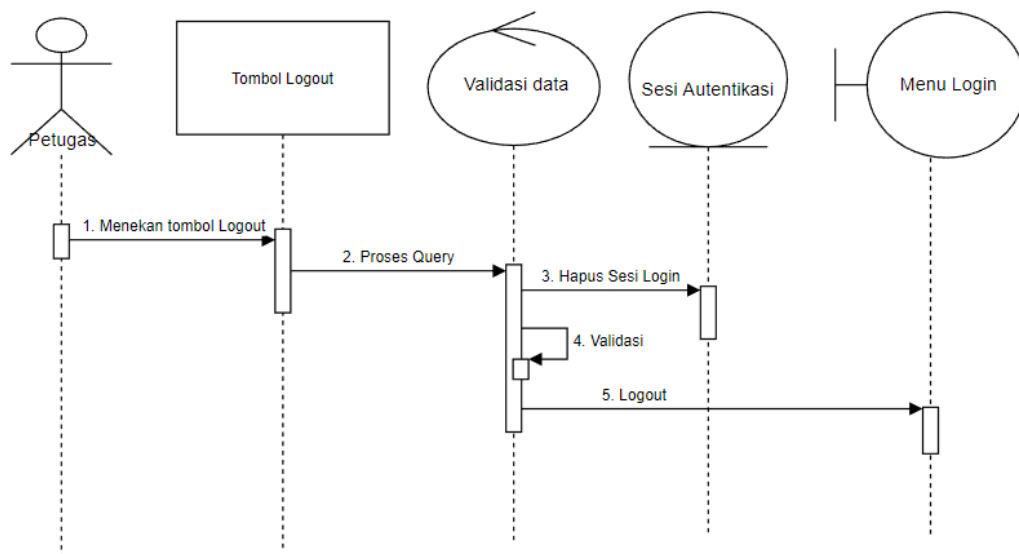 Tombol Logout
Validasi data
Sesi Autentikasi
Menu Login
Petugas
1. Menekan tombol Logout
2. Proses Query
3. Hapus Sesi Login
4. Validasi
5. Logout